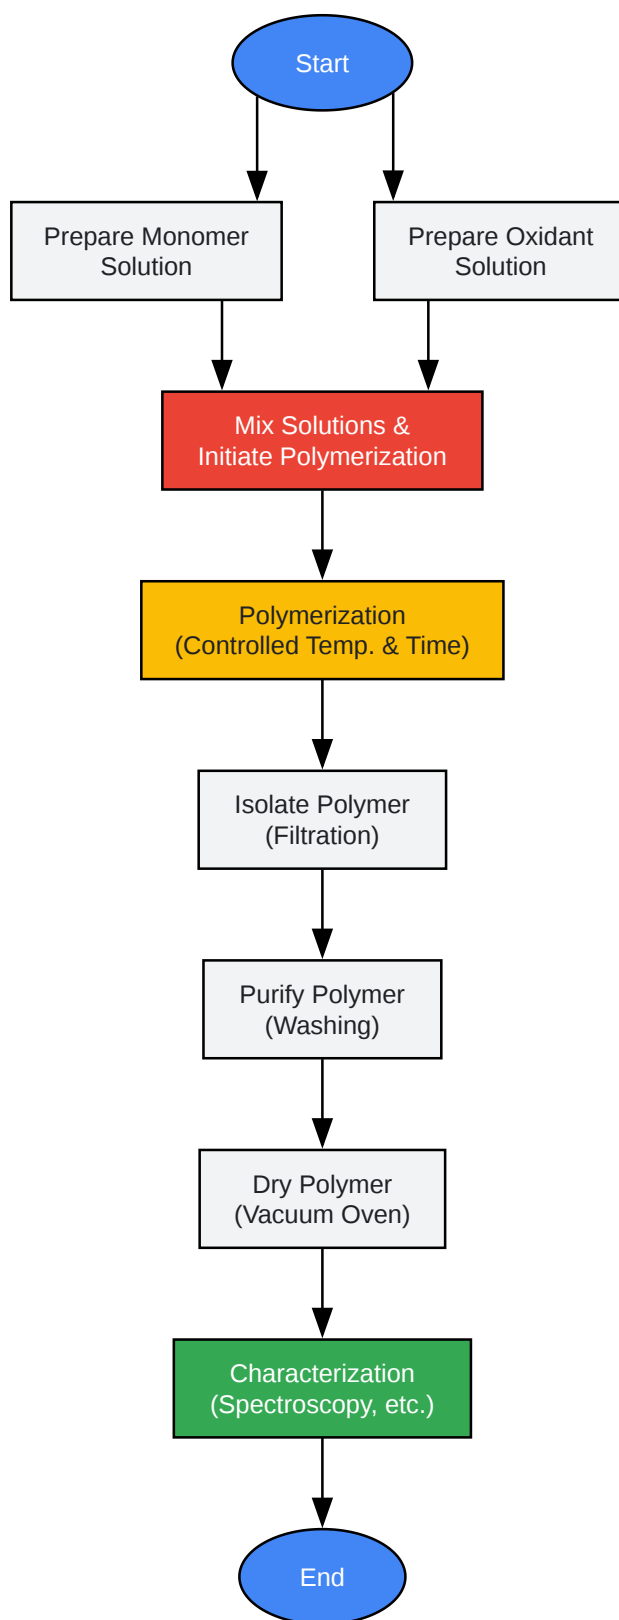 Start
Prepare Monomer
Solution
Prepare Oxidant
Solution
Mix Solutions &
Initiate Polymerization
Polymerization
(Controlled Temp. & Time)
Isolate Polymer
(Filtration)
Purify Polymer
(Washing)
Dry Polymer
(Vacuum Oven)
Characterization
(Spectroscopy, etc.)
End